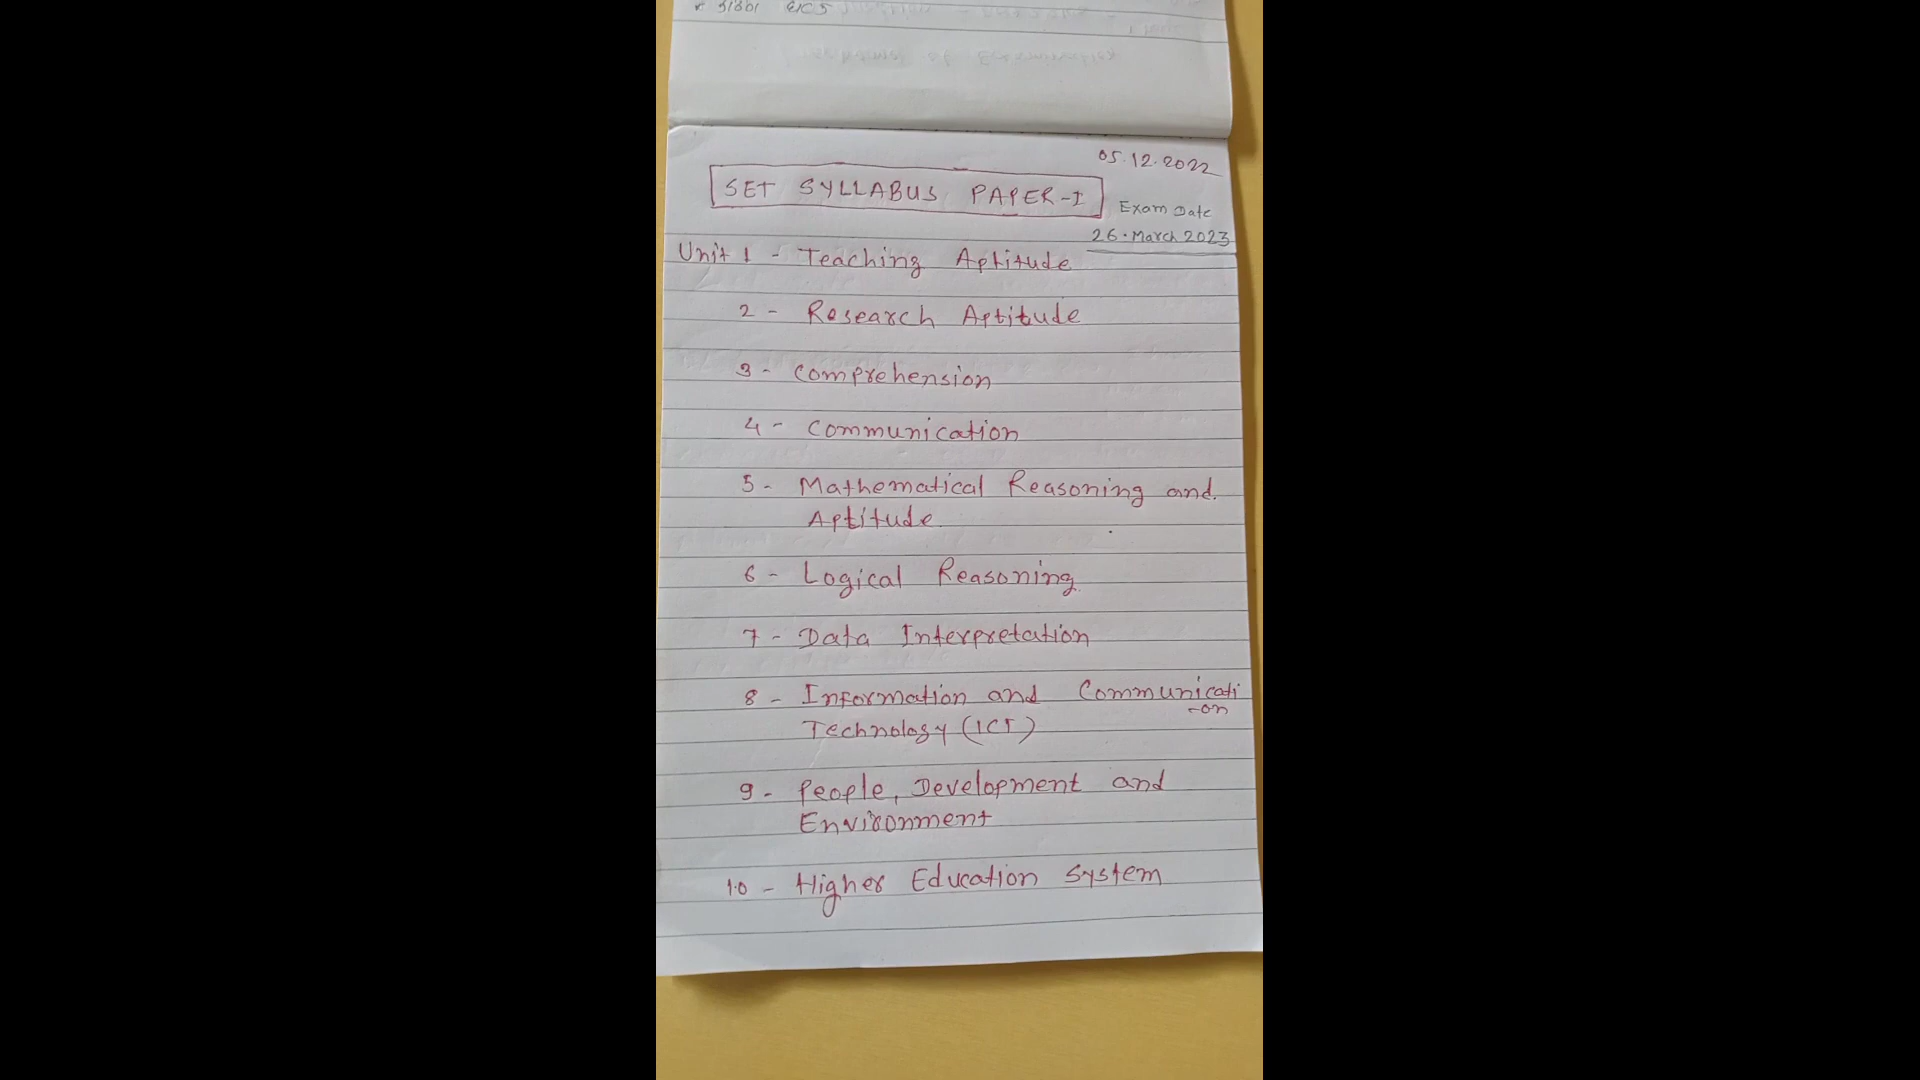 05.12.2022
SET SYLLABUS PAPER-I
Exam Date
26.March 2023
Unit 1 - Teaching Aptitude
2 - Research Aptitude
3 - Comprehension
4 - Communication
5 - Mathematical Reasoning and
Aptitude
6 - Logical Reasoning
7 - Data Interpretation
8 - Information and Communicati
-on
Technology (ICT)
9 - People, Development and
Environment
10 - Higher Education System